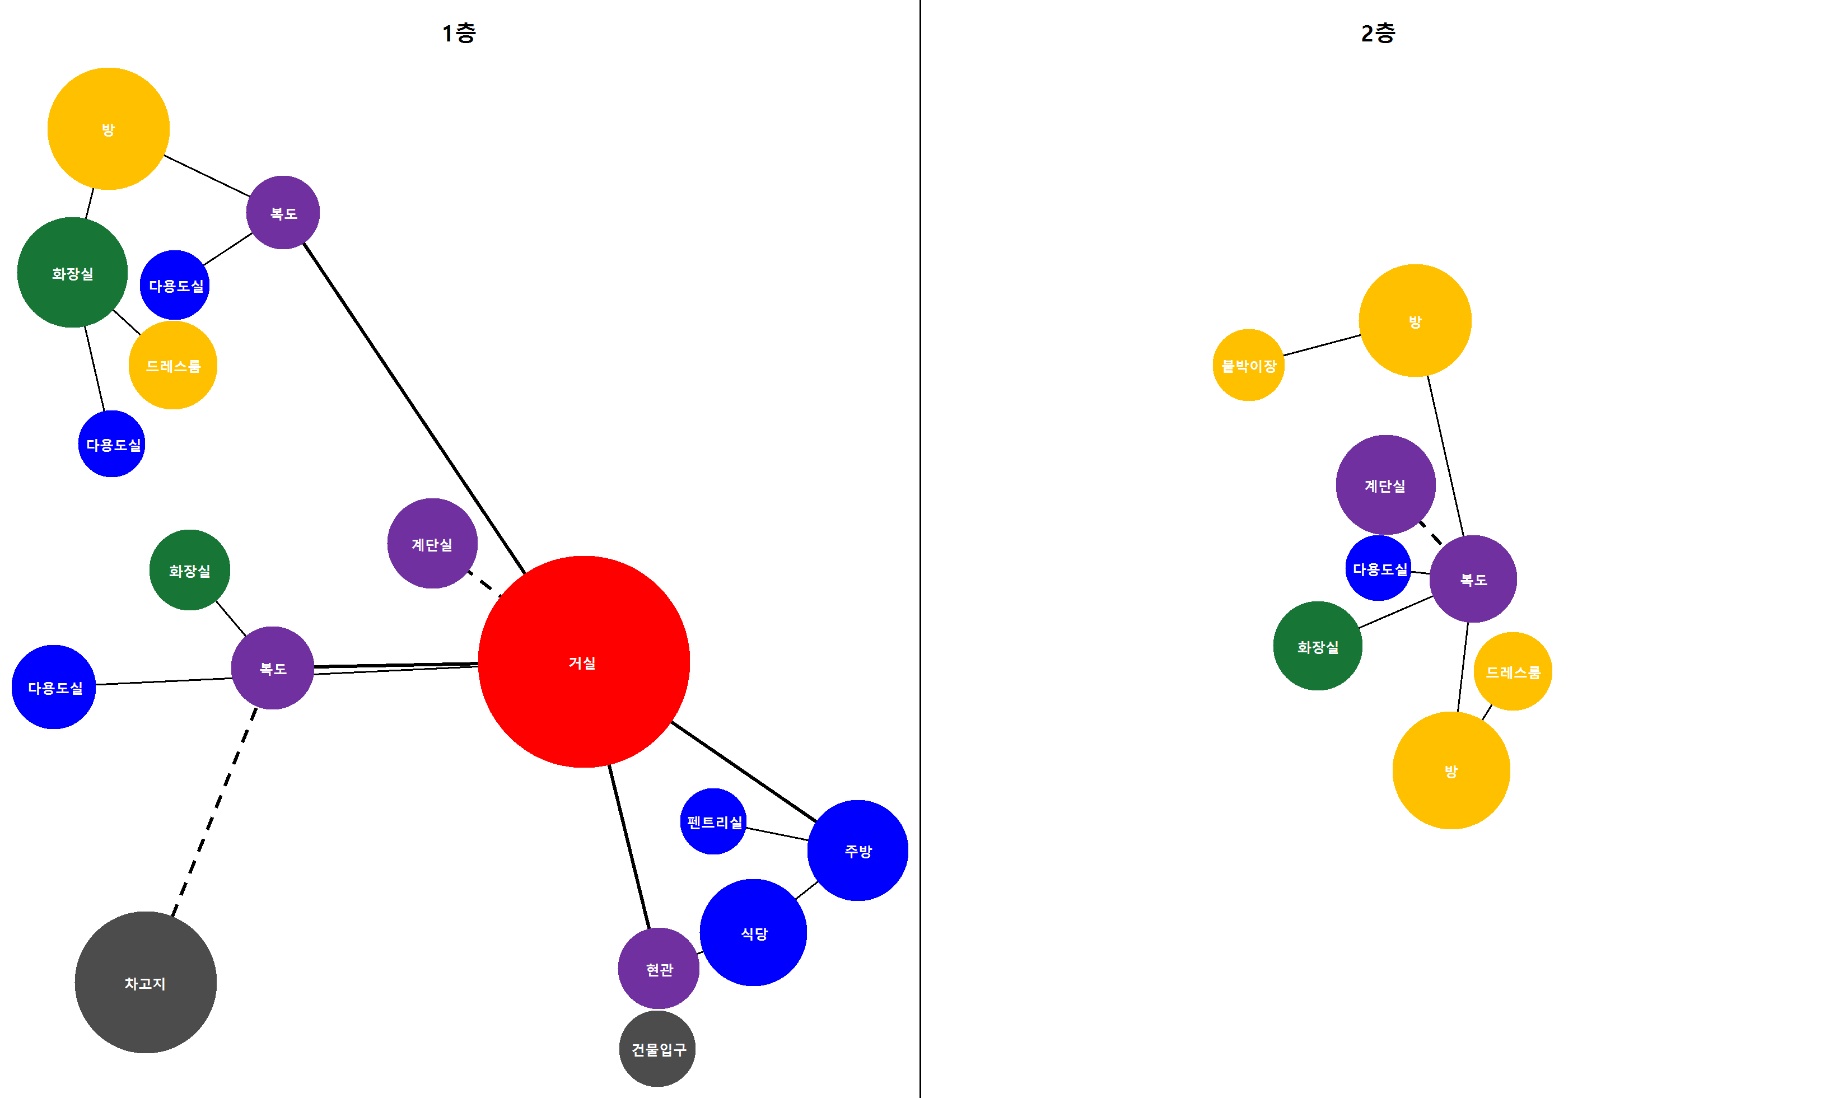 1층
방
복도
화장실
다용도실
드레스룸
다용도실
계단실
화장실
복도
다용도실
거실
펜트리실
주방
식당
현관
차고지
건물입구
2층
방
붙박이장
계단실
다용도실
복도
화장실
드레스룸
방